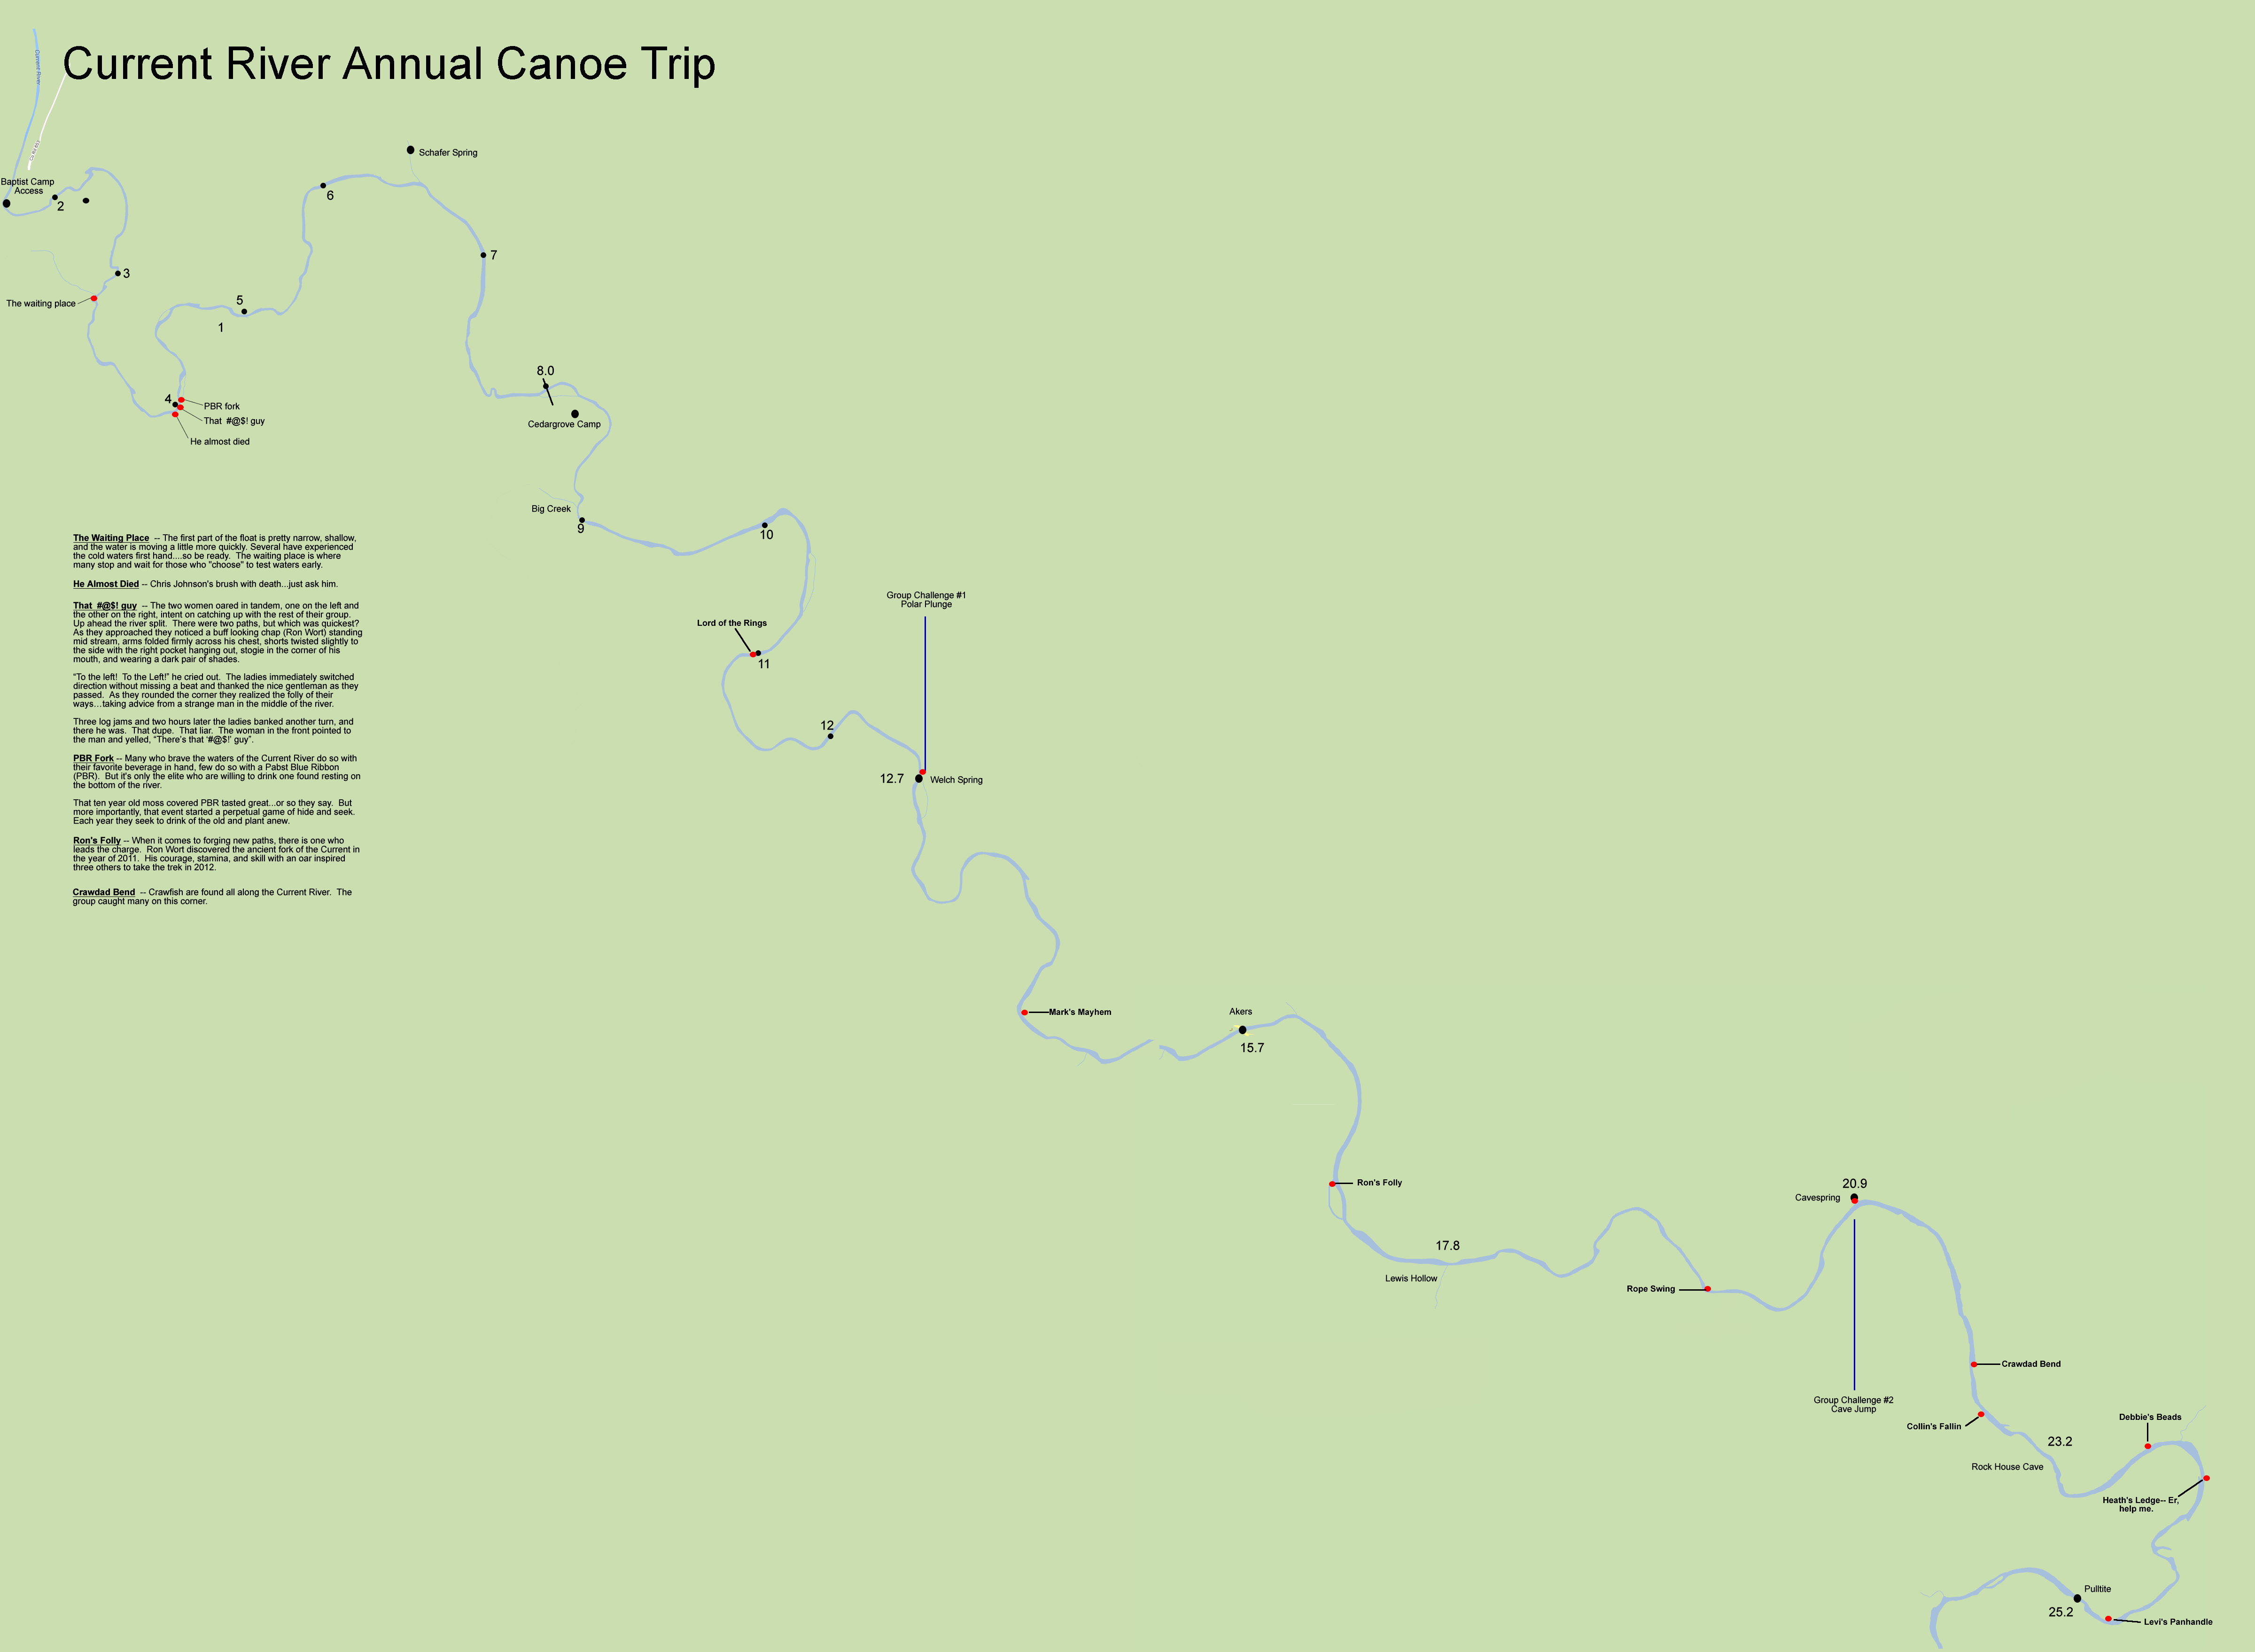 Current River Annual Canoe Trip
Current River
Schafer Spring
Baptist Camp
Access
2
6
7
3
The waiting place
5
1
8.0
4
PBR fork
That #@$! guy
He almost died
Cedargrove Camp
Big Creek
9
10
The Waiting Place -- The first part of the float is pretty narrow, shallow,
and the water is moving a little more quickly. Several have experienced
the cold waters first hand....so be ready. The waiting place is where
many stop and wait for those who "choose" to test waters early.
He Almost Died -- Chris Johnson's brush with death...just ask him.
That #@$! guy -- The two women oared in tandem, one on the left and
the other on the right, intent on catching up with the rest of their group.
Up ahead the river split. There were two paths, but which was quickest?
As they approached they noticed a buff looking chap (Ron Wort) standing
mid stream, arms folded firmly across his chest, shorts twisted slightly to
the side with the right pocket hanging out, stogie in the corner of his
mouth, and wearing a dark pair of shades.
“To the left! To the Left!” he cried out. The ladies immediately switched
direction without missing a beat and thanked the nice gentleman as they
passed. As they rounded the corner they realized the folly of their
ways…taking advice from a strange man in the middle of the river.
Three log jams and two hours later the ladies banked another turn, and
there he was. That dupe. That liar. The woman in the front pointed to
the man and yelled, “There’s that ‘#@$!’ guy”.
PBR Fork -- Many who brave the waters of the Current River do so with
their favorite beverage in hand, few do so with a Pabst Blue Ribbon
(PBR). But it's only the elite who are willing to drink one found resting on
the bottom of the river.
That ten year old moss covered PBR tasted great...or so they say. But
more importantly, that event started a perpetual game of hide and seek.
Each year they seek to drink of the old and plant anew.
Ron's Folly -- When it comes to forging new paths, there is one who
leads the charge. Ron Wort discovered the ancient fork of the Current in
the year of 2011. His courage, stamina, and skill with an oar inspired
three others to take the trek in 2012.
Crawdad Bend -- Crawfish are found all along the Current River. The
group caught many on this corner.
Group Challenge #1
Polar Plunge
Lord of the Rings
11
12
12.7
Welch Spring
Mark's Mayhem
Akers
15.7
Ron's Folly
17.8
Lewis Hollow
Rope Swing
20.9
Cavespring
Group Challenge #2
Cave Jump
Crawdad Bend
Collin's Fallin
23.2
Rock House Cave
Debbie's Beads
Heath's Ledge-- Er,
help me.
Pulltite
25.2
Levi's Panhandle